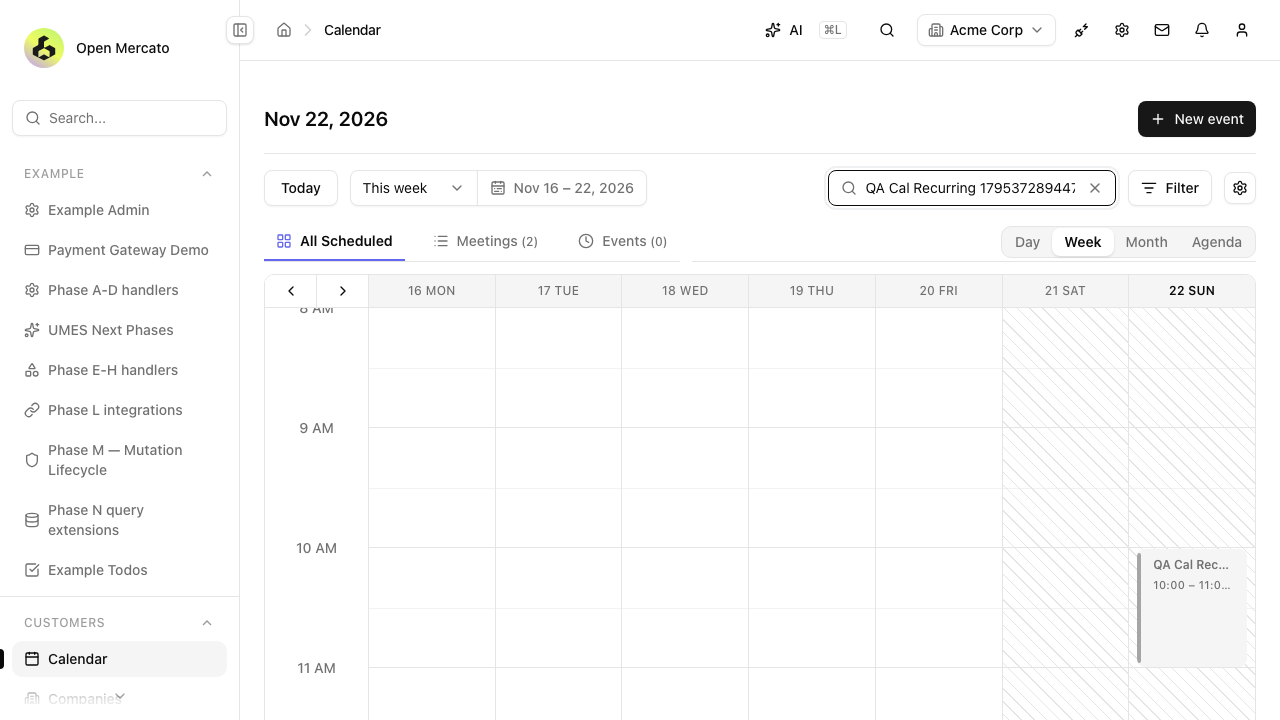 Open Mercato
Calendar
AI
⌘L
Acme Corp
Search...
EXAMPLE
Example Admin
Payment Gateway Demo
Phase A-D handlers
UMES Next Phases
Phase E-H handlers
Phase L integrations
Phase M — Mutation
Lifecycle
Phase N query
extensions
Example Todos
CUSTOMERS
Calendar
Companies
Nov 22, 2026
New event
Today
This week
Nov 16 – 22, 2026
QA Cal Recurring 179537289447
Filter
All Scheduled
Meetings (2)
Events (0)
Day
Week
Month
Agenda
16 MON
17 TUE
18 WED
19 THU
20 FRI
21 SAT
22 SUN
8 AM
9 AM
10 AM
11 AM
QA Cal Rec...
10:00 – 11:0...